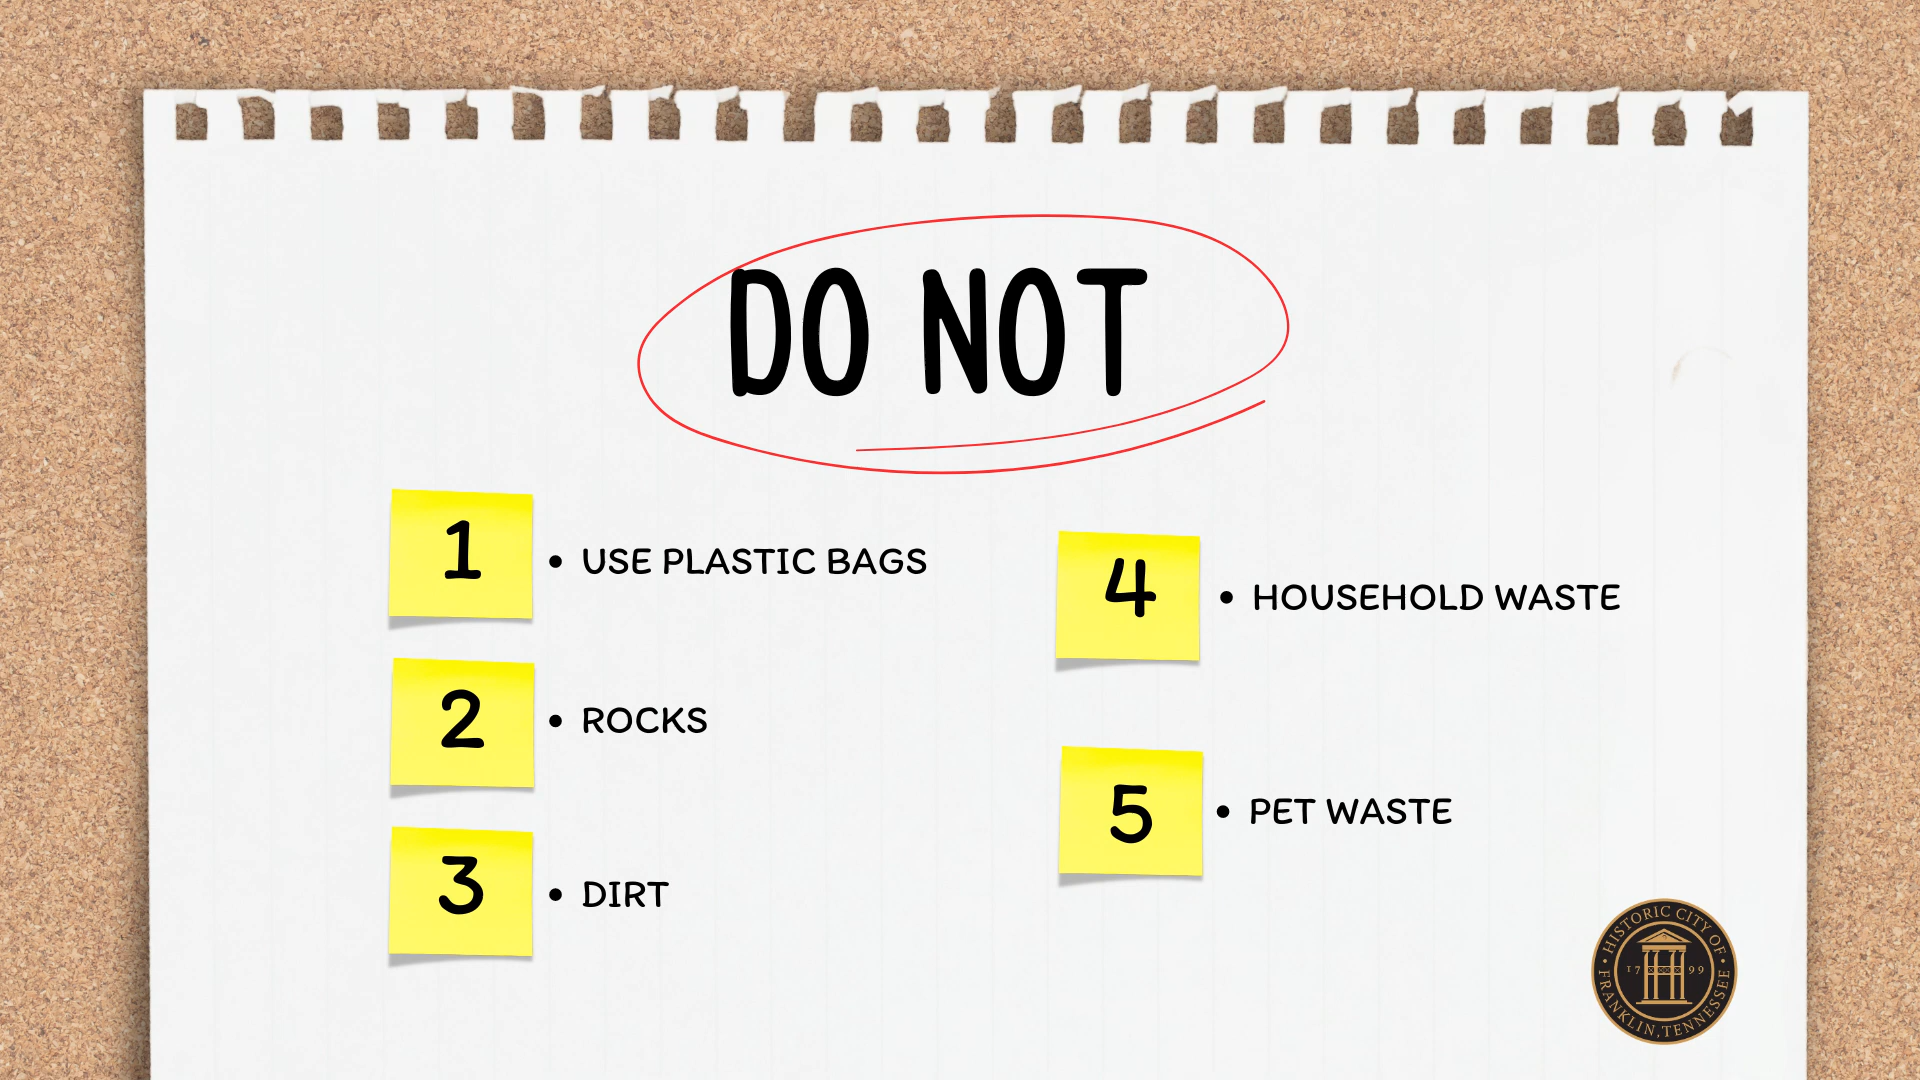 DO NOT
1
• USE PLASTIC BAGS
2
• ROCKS
3
• DIRT
4
• HOUSEHOLD WASTE
5
• PET WASTE
• HISTORIC CITY OF •
17 99
FRANKLIN, TENNESSEE